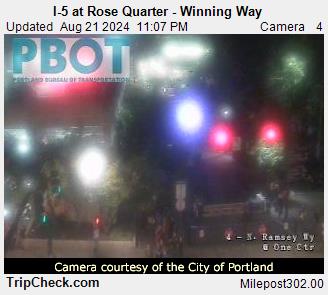 I-5 at Rose Quarter - Winning Way
Updated Aug 21 2024 11:07 PM Camera 4
PBOT
PORTLAND BUREAU OF TRANSPORTATION
4 - N. Ramsey Wy
@ One Ctr
Camera courtesy of the City of Portland
TripCheck.com Milepost302.00